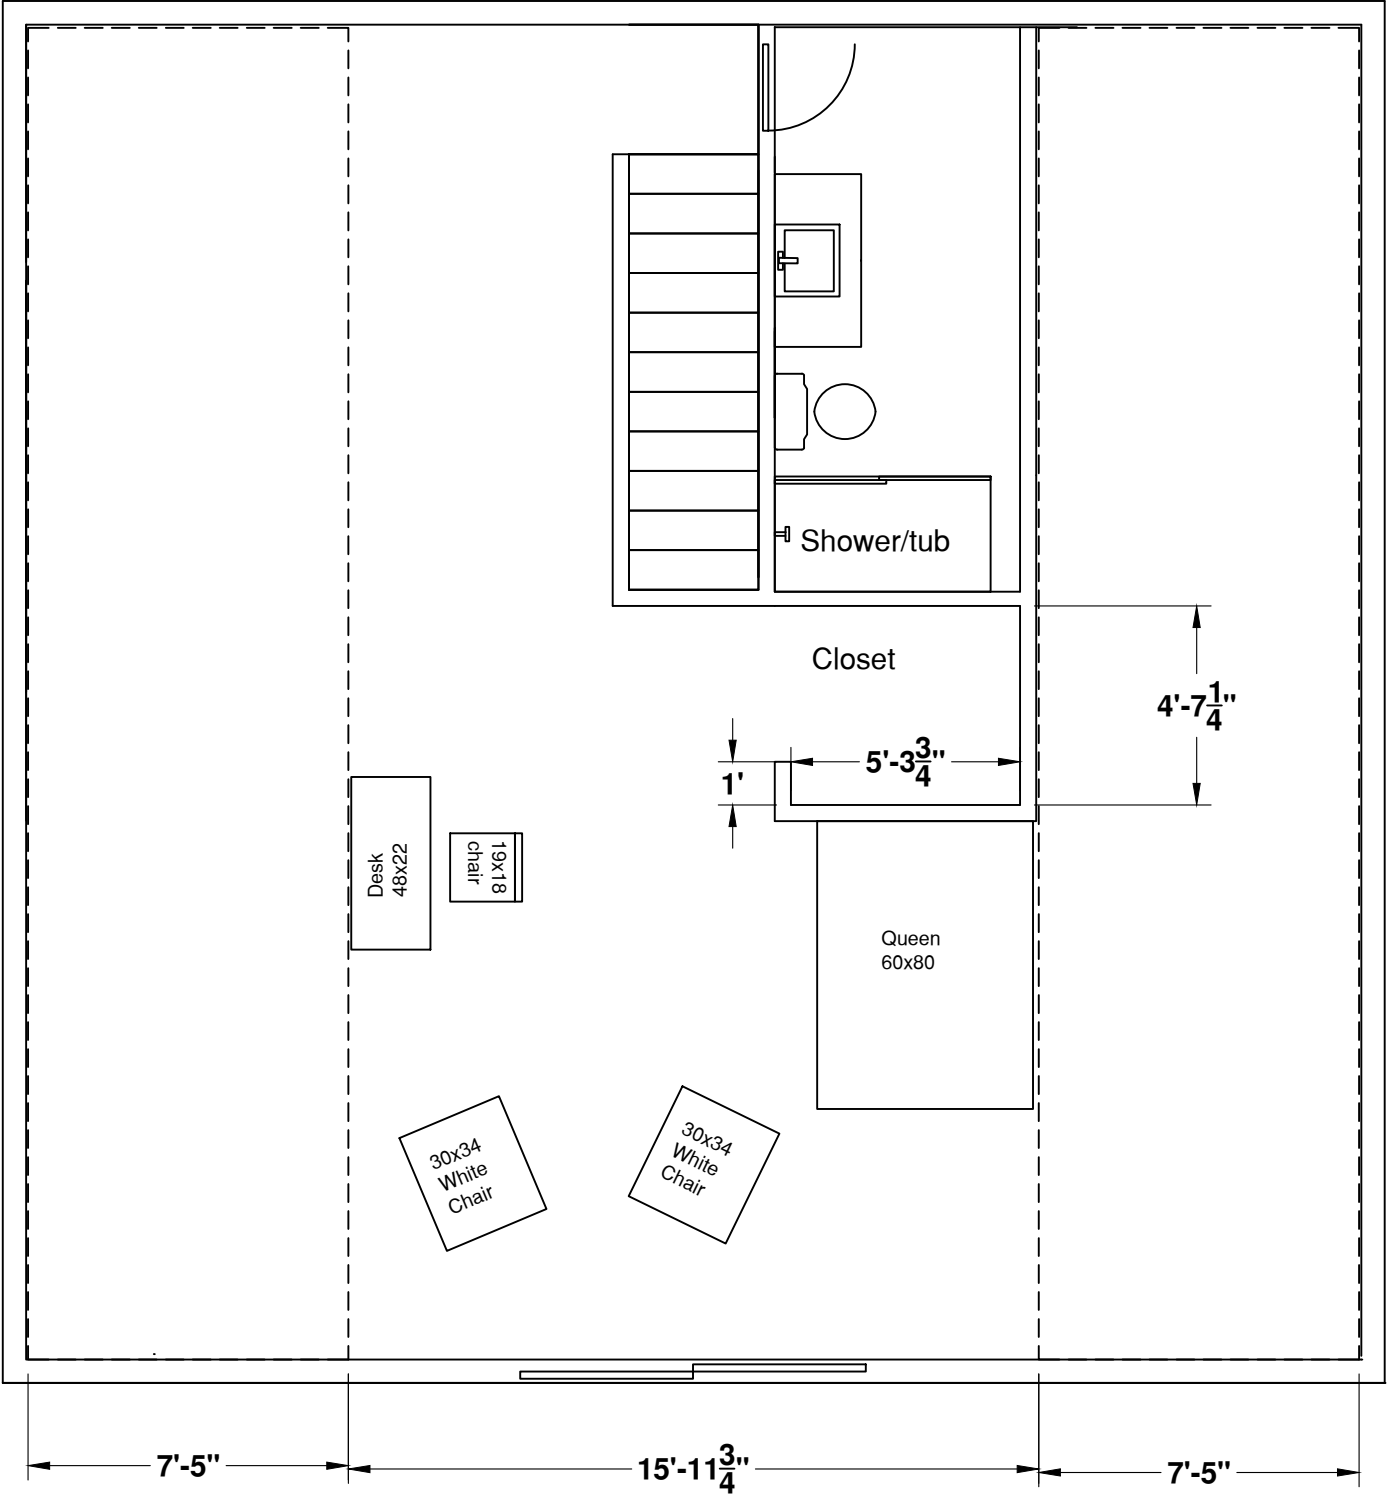 Shower/tub
Closet
4'-7 1/4"
5'-3 3/4"
1'
Desk
48x22
19x18
chair
Queen
60x80
30x34
White
Chair
30x34
White
Chair
7'-5"
15'-11 3/4"
7'-5"